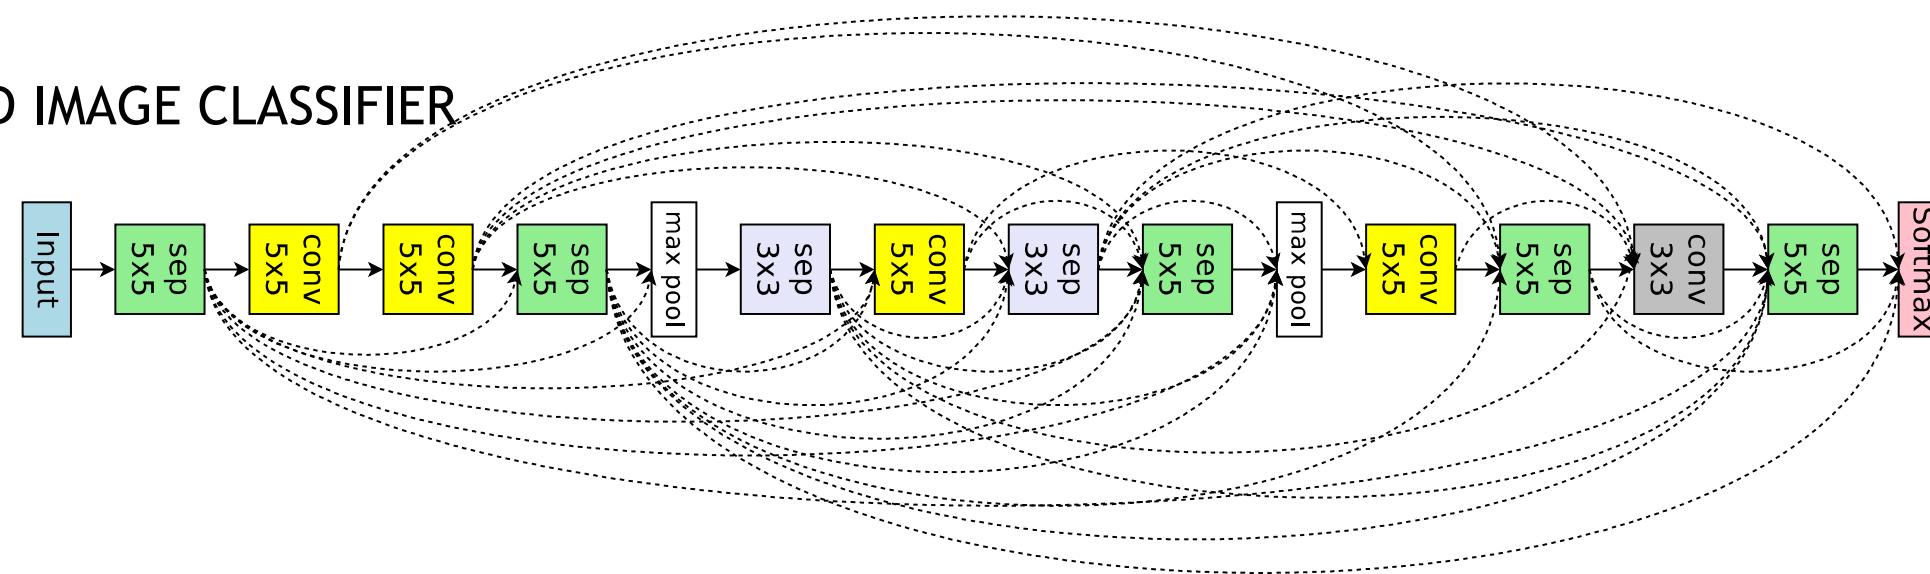 D IMAGE CLASSIFIER
Input
sep
5x5
conv
5x5
conv
5x5
sep
5x5
max pool
sep
3x3
conv
5x5
sep
3x3
sep
5x5
max pool
conv
5x5
sep
5x5
conv
3x3
sep
5x5
Softmax